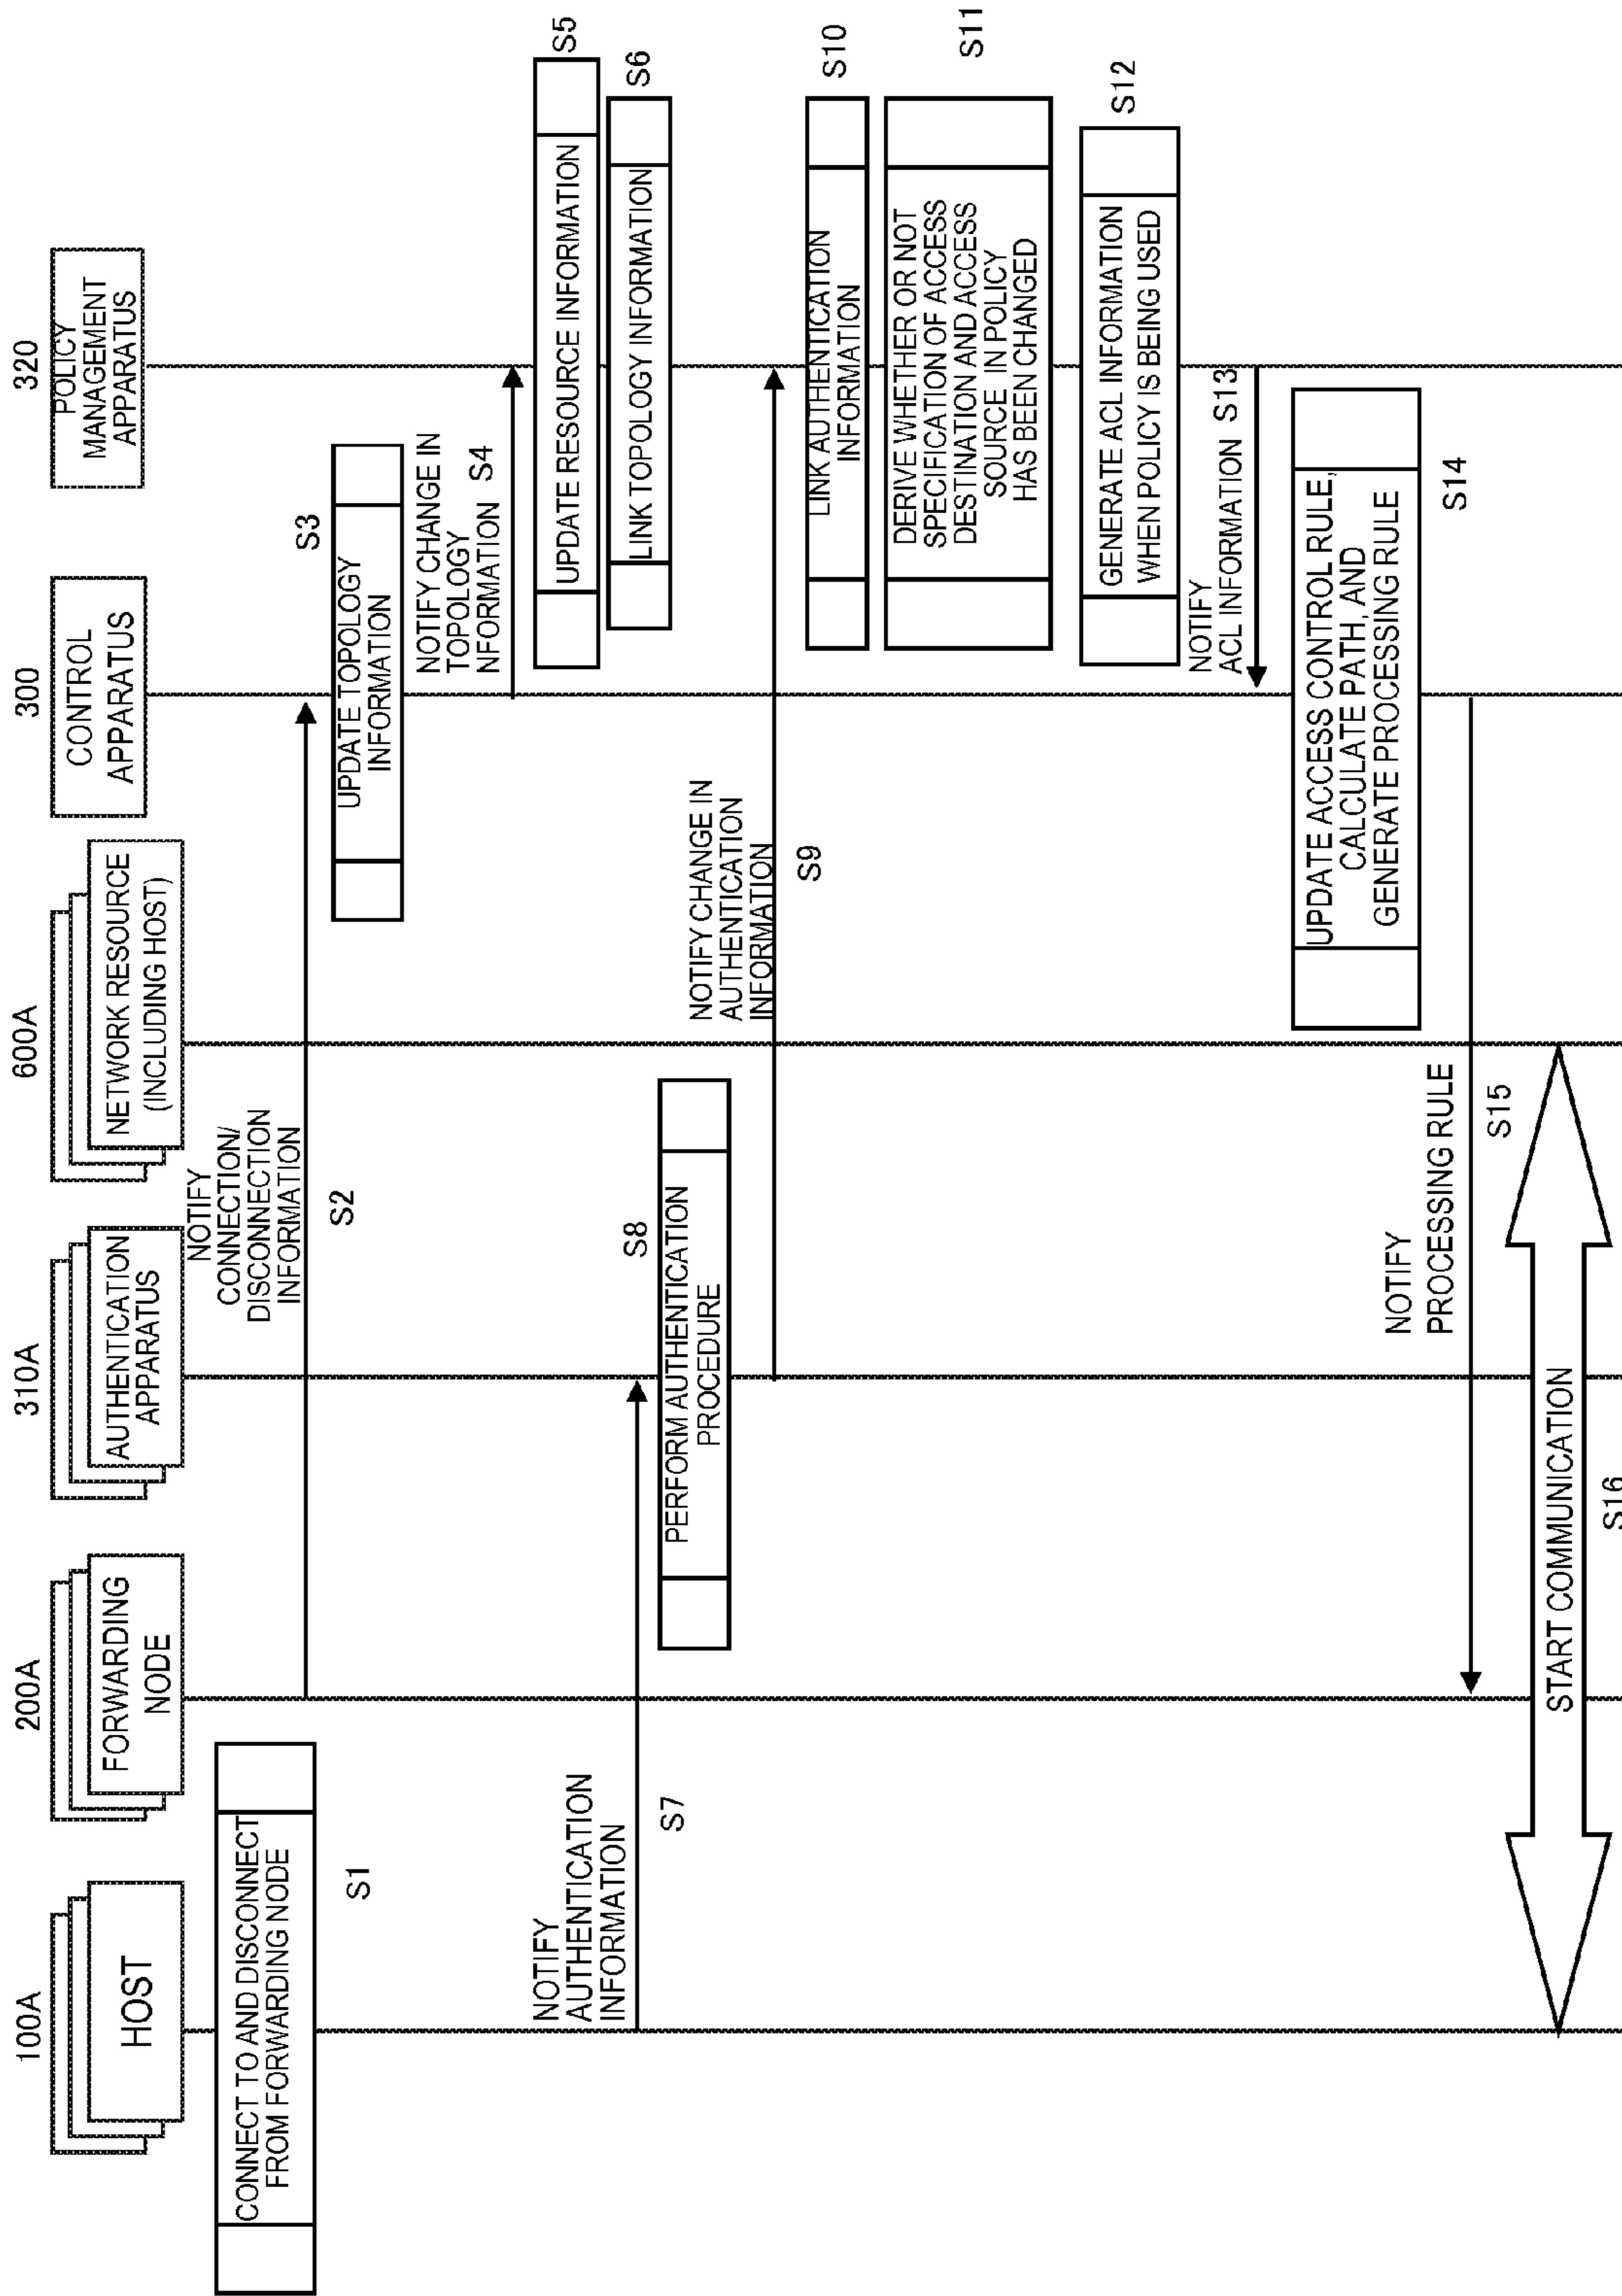 100A
HOST
200A
FORWARDING
NODE
310A
AUTHENTICATION
APPARATUS
600A
NETWORK RESOURCE
(INCLUDING HOST)
300
CONTROL
APPARATUS
320
POLICY
MANAGEMENT
APPARATUS
CONNECT TO AND DISCONNECT
FROM FORWARDING NODE
S1
NOTIFY
CONNECTION/
DISCONNECTION
INFORMATION
S2
UPDATE TOPOLOGY
INFORMATION
S3
NOTIFY CHANGE IN
TOPOLOGY
NFORMATION S4
UPDATE RESOURCE INFORMATION
S5
LINK TOPOLOGY INFORMATION
S6
NOTIFY
AUTHENTICATION
INFORMATION
S7
PERFORM AUTHENTICATION
PROCEDURE
S8
NOTIFY CHANGE IN
AUTHENTICATION
INFORMATION
S9
LINK AUTHENTICATION
INFORMATION
S10
DERIVE WHETHER OR NOT
SPECIFICATION OF ACCESS
DESTINATION AND ACCESS
SOURCE IN POLICY
HAS BEEN CHANGED
S11
GENERATE ACL INFORMATION
WHEN POLICY IS BEING USED
S12
NOTIFY
ACL INFORMATION S13
UPDATE ACCESS CONTROL RULE,
CALCULATE PATH, AND
GENERATE PROCESSING RULE
S14
NOTIFY
PROCESSING RULE
S15
START COMMUNICATION
S16